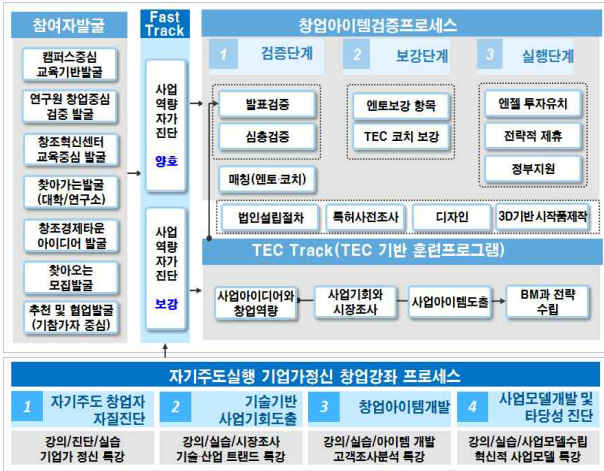 참여자발굴
캠퍼스중심
교육기반발굴
연구원 창업중심
검증 발굴
창조혁신센터
교육중심 발굴
찾아가는발굴
(대학/연구소)
창조경제타운
아이디어 발굴
찾아오는
모집발굴
추천 및 협업발굴
(기참가자 중심)
Fast
Track
사업
역량
자가
진단
양호
사업
역량
자가
진단
보강
창업아이템검증프로세스
1 검증단계
발표검증
심층검증
매칭(엔토·코치)
2 보강단계
엔토보강 항목
TEC 코치 보강
3 실행단계
엔젤 투자유치
전략적 제휴
정부지원
법인설립절차
특허사전조사
디자인
3D기반 시작품제작
TEC Track(TEC 기반 훈련프로그램)
사업아이디어와
창업역량
사업기회와
시장조사
사업아이템도출
BM과 전략
수립
자기주도실행 기업가정신 창업강좌 프로세스
1 자기주도 창업자
자질진단
강의/진단/실습
기업가 정신 특강
2 기술기반
사업기회도출
강의/실습/시장조사
기술·산업 트랜드 특강
3 창업아이템개발
강의/실습/아이템 개발
고객조사분석 특강
4 사업모델개발 및
타당성 진단
강의/실습/사업모델수립
혁신적 사업모델 특강